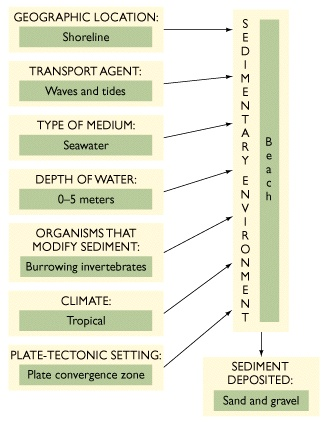 GEOGRAPHIC LOCATION:
Shoreline
TRANSPORT AGENT:
Waves and tides
TYPE OF MEDIUM:
Seawater
DEPTH OF WATER:
0–5 meters
ORGANISMS THAT
MODIFY SEDIMENT:
Burrowing invertebrates
CLIMATE:
Tropical
PLATE-TECTONIC SETTING:
Plate convergence zone
SEDIMENTARY ENVIRONMENT
Beach
SEDIMENT
DEPOSITED:
Sand and gravel